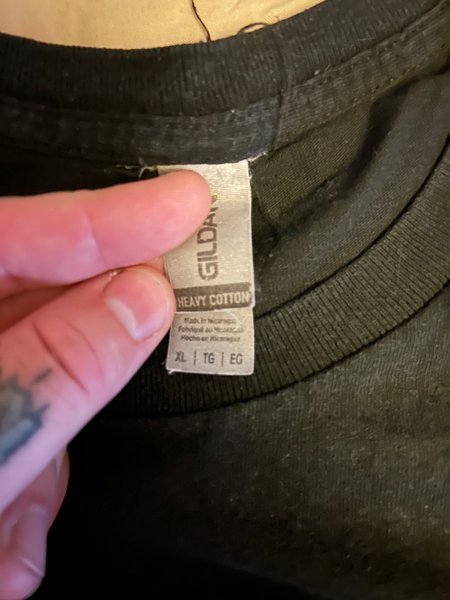 GILDAN
HEAVY COTTON
Made in Nicaragua
Fabriqué au Nicaragua
Hecho en Nicaragua
XL | TG | EG